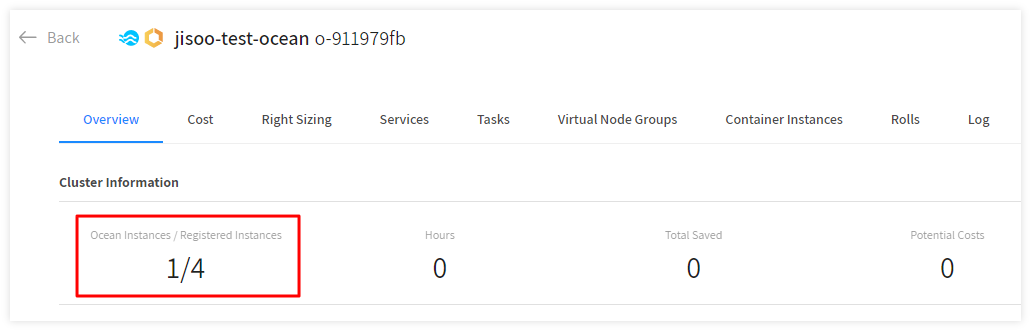 Back
jisoo-test-ocean o-911979fb
Overview Cost Right Sizing Services Tasks Virtual Node Groups Container Instances Rolls Log
Cluster Information
Ocean Instances / Registered Instances Hours Total Saved Potential Costs
1/4 0 0 0